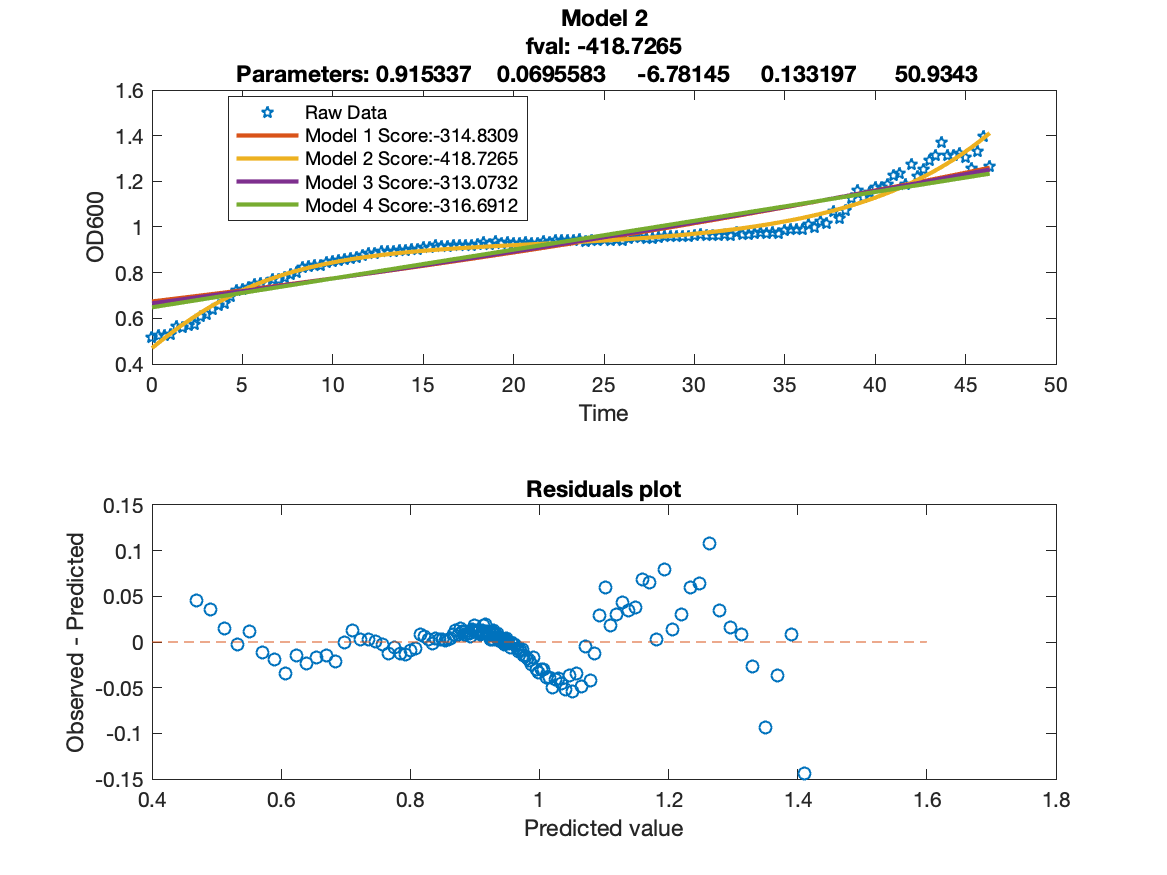 Model 2
fval: -418.7265
Parameters: 0.915337 0.0695583 -6.78145 0.133197 50.9343
1.6
1.4
1.2
1
0.8
0.6
0.4
OD600
Raw Data
Model 1 Score:-314.8309
Model 2 Score:-418.7265
Model 3 Score:-313.0732
Model 4 Score:-316.6912
0 5 10 15 20 25 30 35 40 45 50
Time
Residuals plot
0.15
0.1
0.05
0
-0.05
-0.1
-0.15
Observed - Predicted
0.4 0.6 0.8 1 1.2 1.4 1.6 1.8
Predicted value